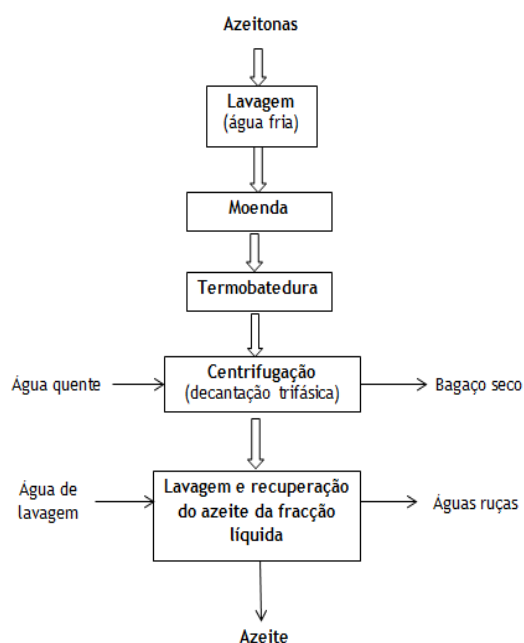 Azeitonas
Lavagem
(água fria)
Moenda
Termobatedura
Centrifugação
(decantação trifásica)
Água quente
Bagaço seco
Lavagem e recuperação
do azeite da fracção
líquida
Água de
lavagem
Águas ruças
Azeite